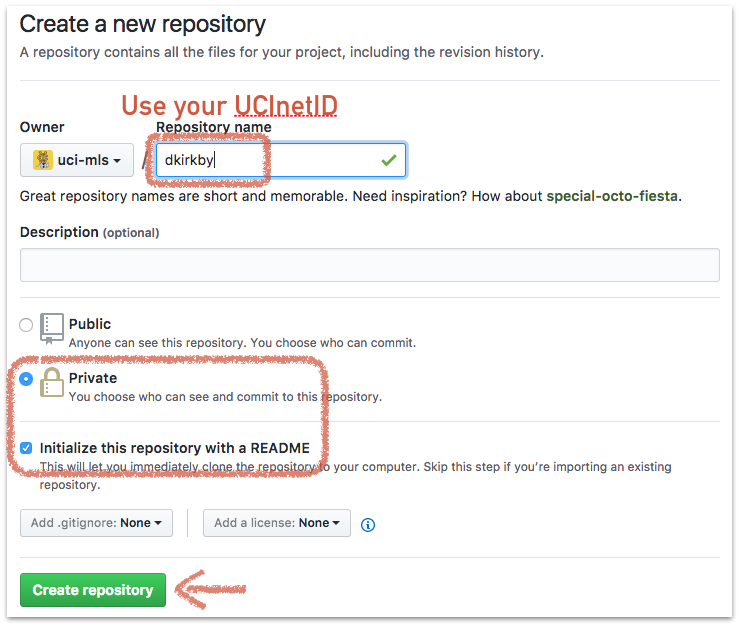 Create a new repository
A repository contains all the files for your project, including the revision history.
Use your UCInetID
Owner
Repository name
uci-mls
/
dkirkby
Great repository names are short and memorable. Need inspiration? How about special-octo-fiesta.
Description (optional)
Public
Anyone can see this repository. You choose who can commit.
Private
You choose who can see and commit to this repository.
Initialize this repository with a README
This will let you immediately clone the repository to your computer. Skip this step if you’re importing an existing
repository.
Add .gitignore: None
Add a license: None
Create repository